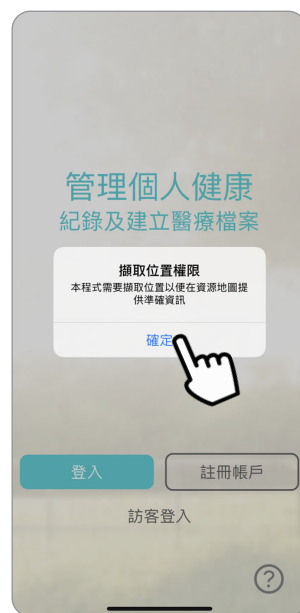 管理個人健康
紀錄及建立醫療檔案
擷取位置權限
本程式需要擷取位置以便在資源地圖提
供準確資訊
確定
登入
註冊帳戶
訪客登入
?